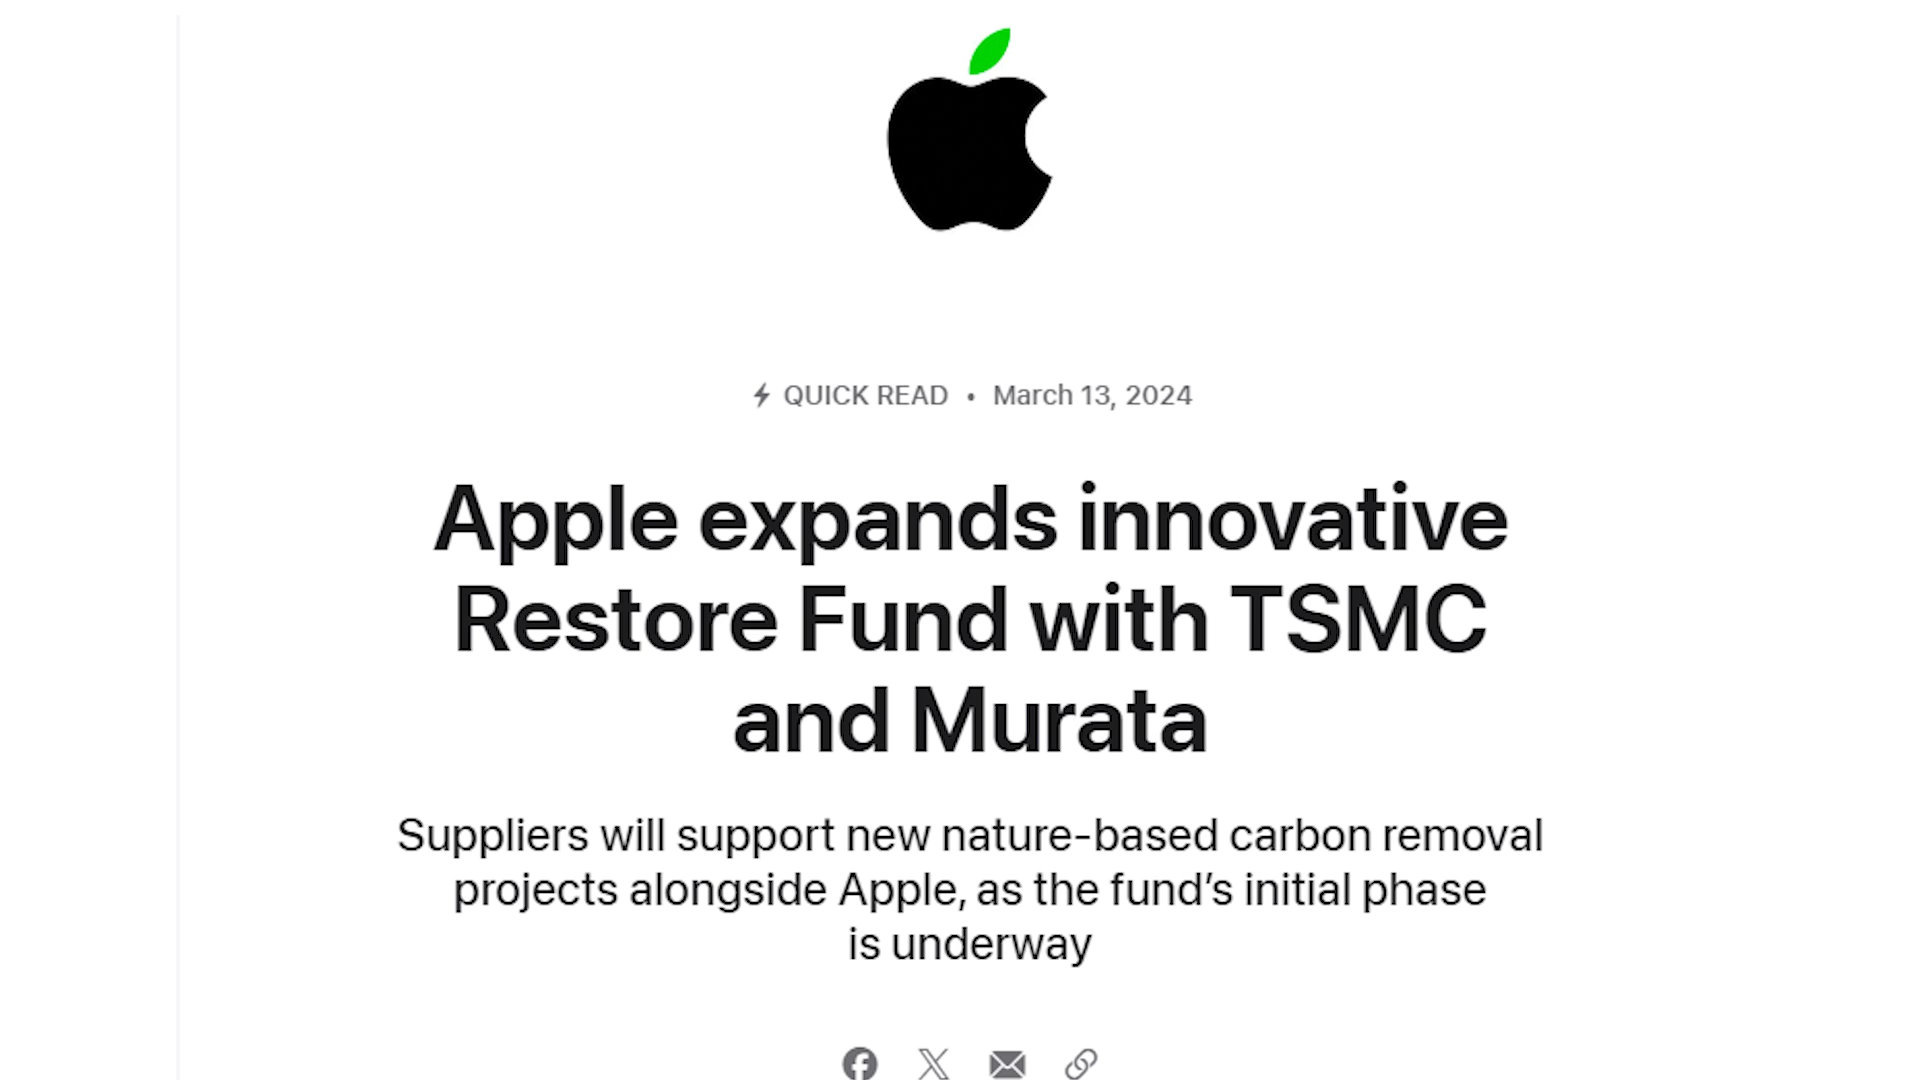 QUICK READ • March 13, 2024
Apple expands innovative
Restore Fund with TSMC
and Murata
Suppliers will support new nature-based carbon removal
projects alongside Apple, as the fund’s initial phase
is underway